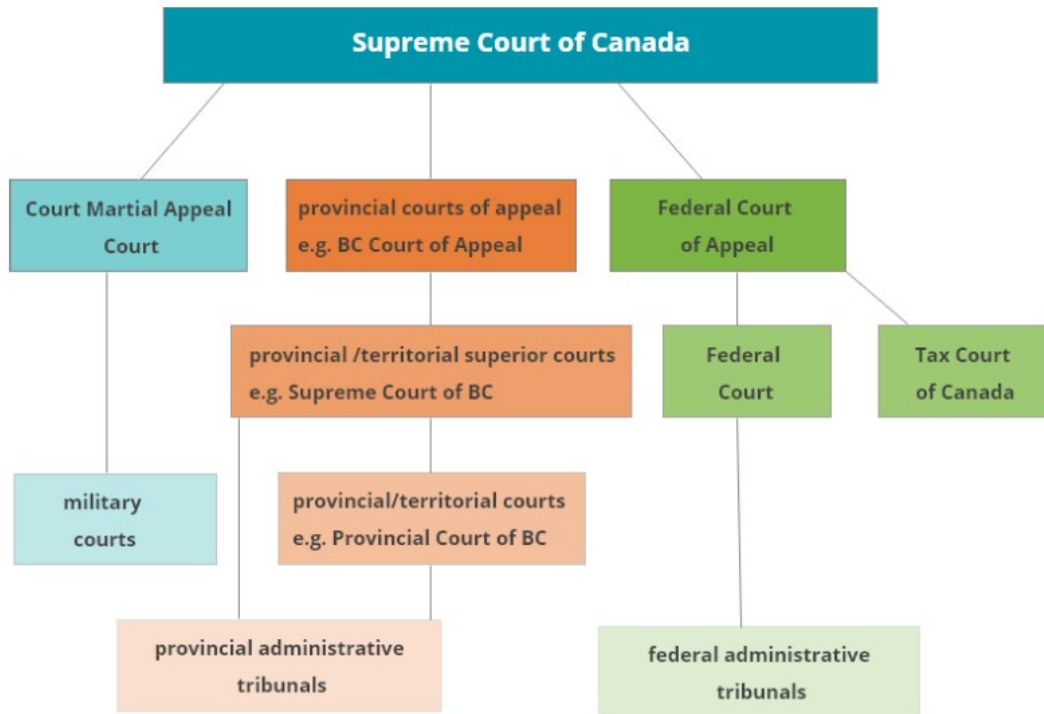 Supreme Court of Canada
Court Martial Appeal
Court
provincial courts of appeal
e.g. BC Court of Appeal
Federal Court
of Appeal
provincial /territorial superior courts
e.g. Supreme Court of BC
Federal
Court
Tax Court
of Canada
military
courts
provincial/territorial courts
e.g. Provincial Court of BC
provincial administrative
tribunals
federal administrative
tribunals